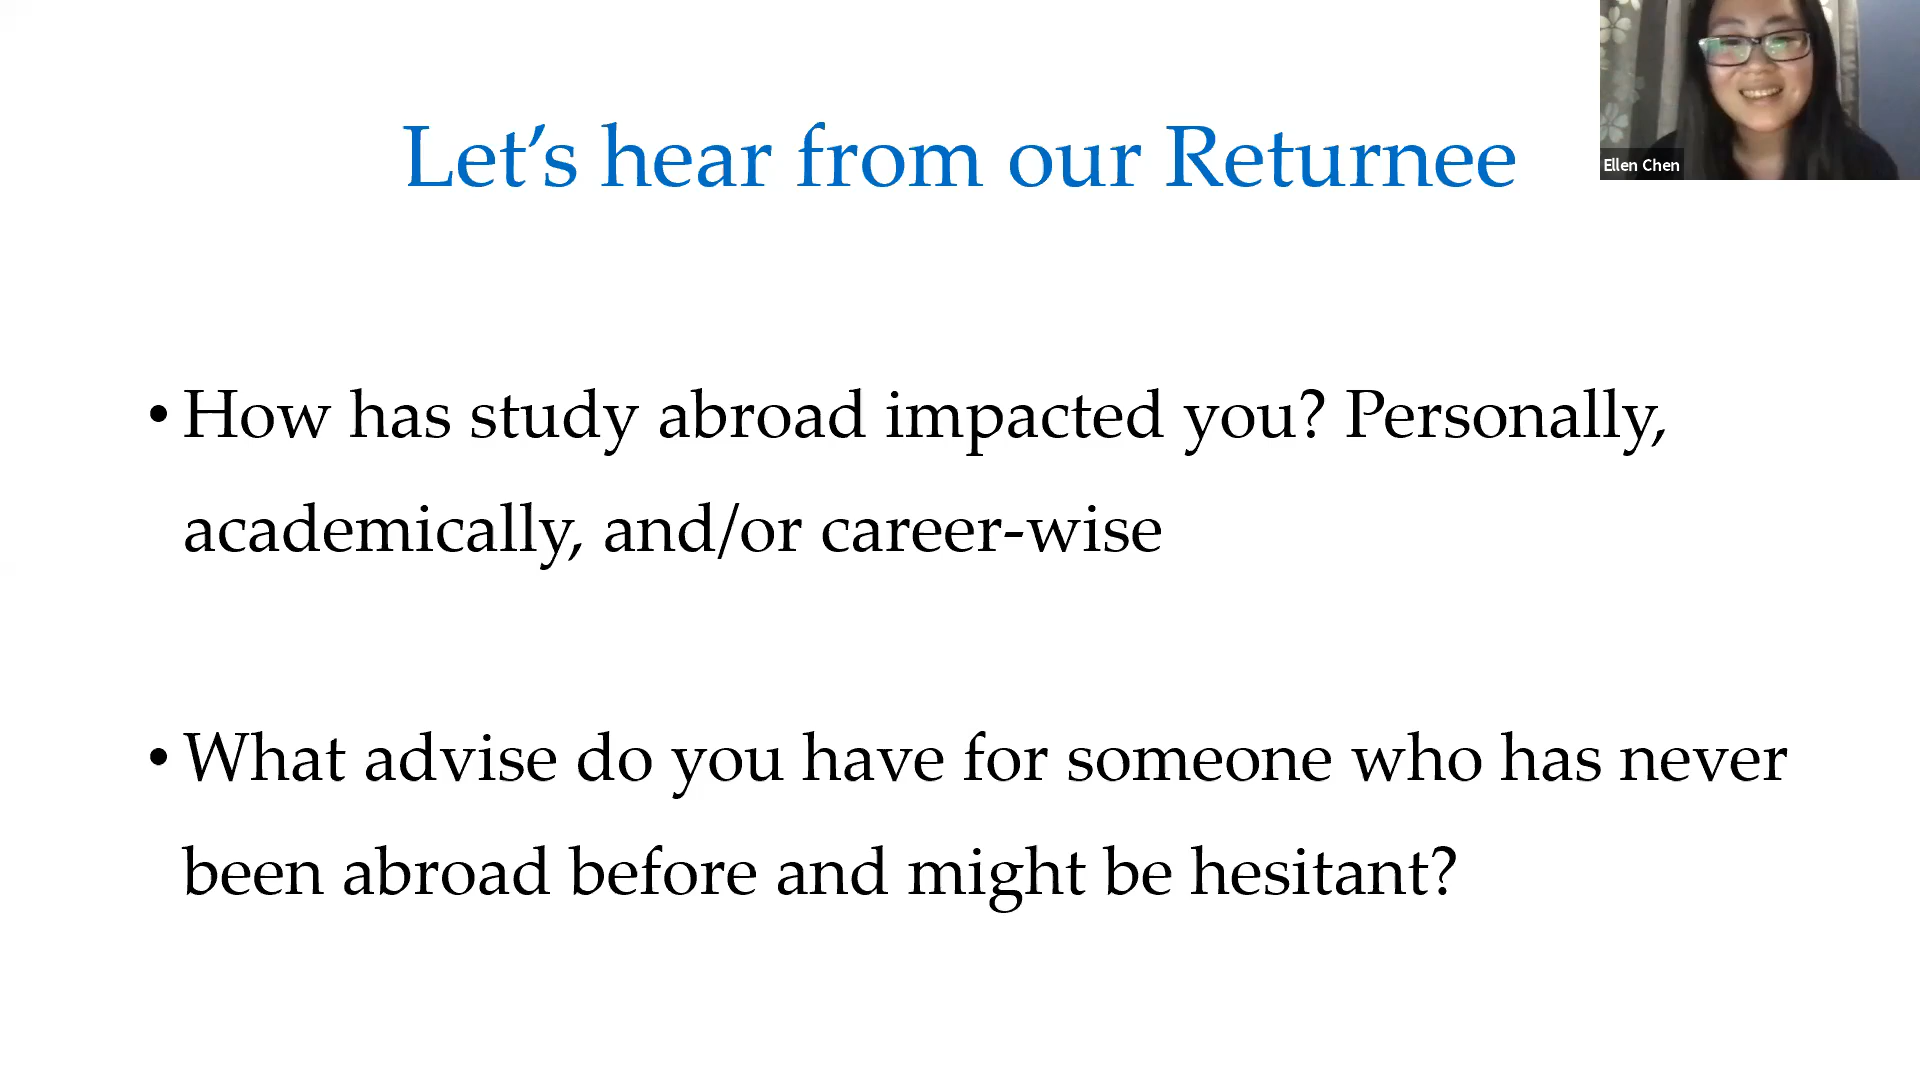 Let’s hear from our Returnee
Ellen Chen
• How has study abroad impacted you? Personally,
academically, and/or career-wise
• What advise do you have for someone who has never
been abroad before and might be hesitant?